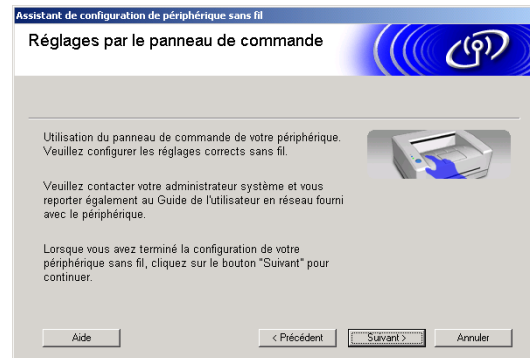 Assistant de configuration de périphérique sans fil
Réglages par le panneau de commande
Utilisation du panneau de commande de votre périphérique.
Veuillez configurer les réglages corrects sans fil.
Veuillez contacter votre administrateur système et vous
reporter également au Guide de l'utilisateur en réseau fourni
avec le périphérique.
Lorsque vous avez terminé la configuration de votre
périphérique sans fil, cliquez sur le bouton "Suivant" pour
continuer.
Aide
< Précédent
Suivant >
Annuler